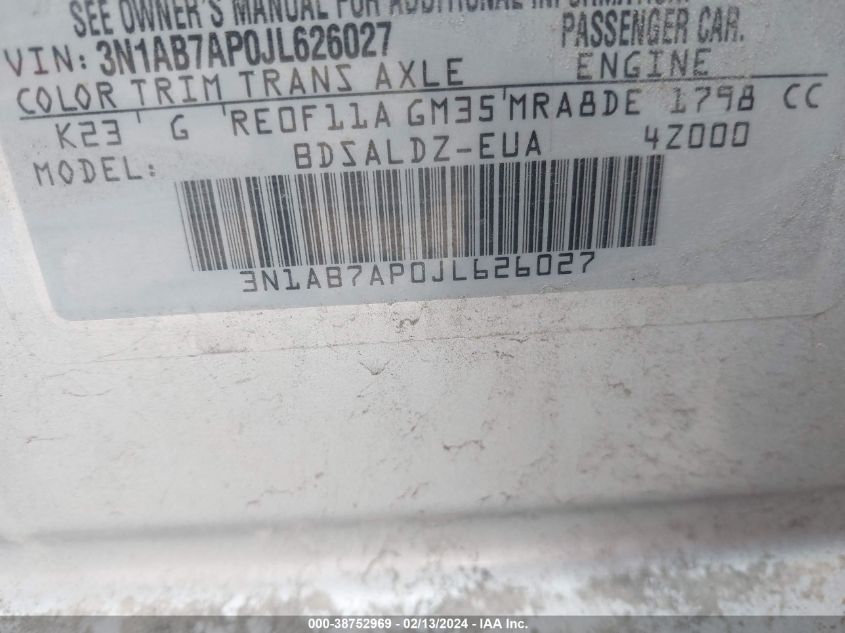 SEE OWNER'S MANUAL FOR ADDITIONAL INFORMATION.
VIN: 3N1AB7AP0JL626027 PASSENGER CAR.
COLOR TRIM TRANS AXLE ENGINE
K23 G RE0F11A GM35 MRA8DE 1798 CC
MODEL: BDSALDZ-EUA 4Z000
3N1AB7AP0JL626027
000-38752969 - 02/13/2024 - IAA Inc.